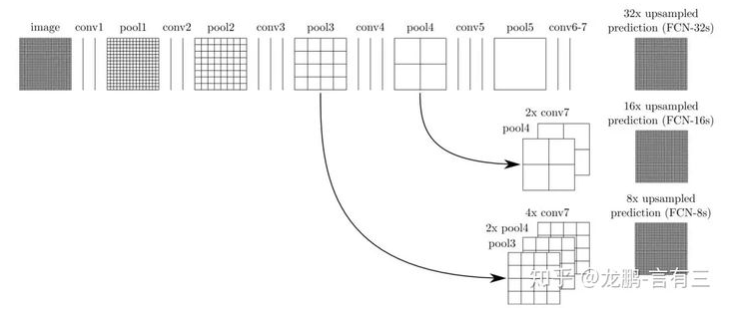 image conv1 pool1 conv2 pool2 conv3 pool3 conv4 pool4 conv5 pool5 conv6-7
32x upsampled
prediction (FCN-32s)
2x conv7
pool4
16x upsampled
prediction (FCN-16s)
4x conv7
2x pool4
pool3
8x upsampled
prediction (FCN-8s)
知乎 @龙鹏-言有三